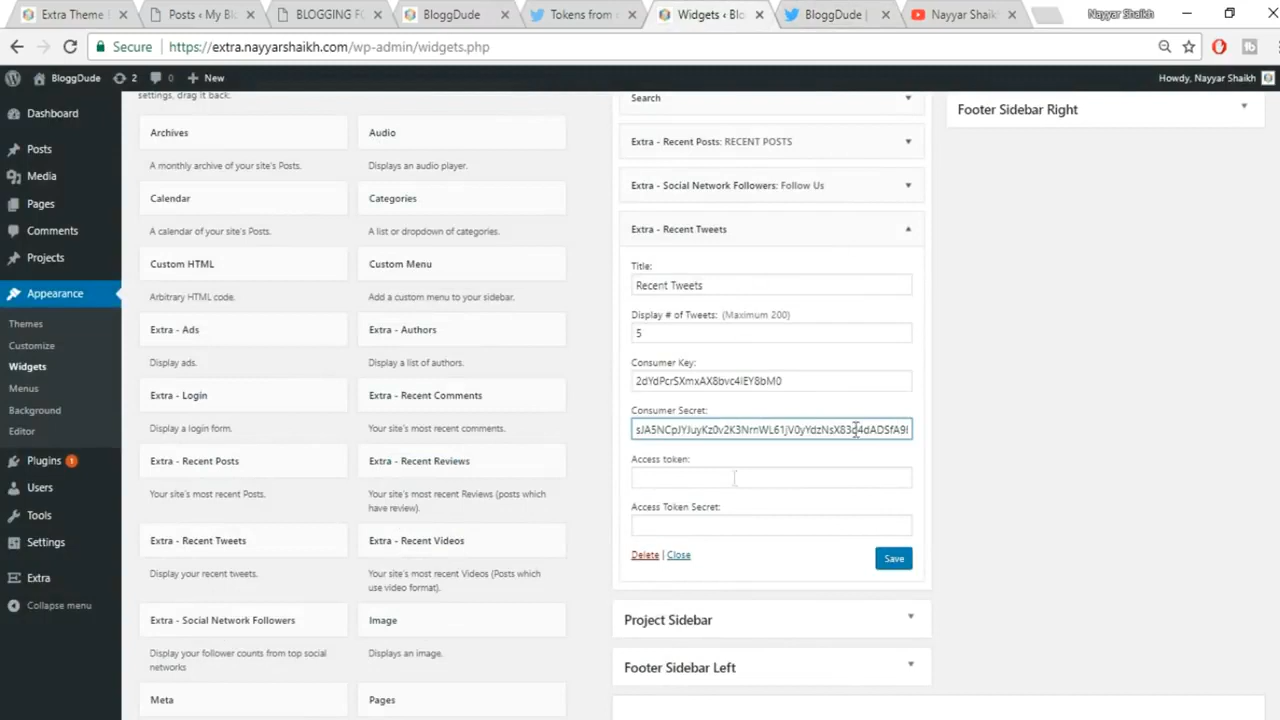 Extra Theme
Posts ‹ My Bl
BLOGGING FO
BloggDude
Tokens from
Widgets ‹ Blo
BloggDude |
Nayyar Shaikh
Nayyar Shaikh
Secure
https://extra.nayyarshaikh.com/wp-admin/widgets.php
BloggDude
2
0
New
Howdy, Nayyar Shaikh
Dashboard
Posts
Media
Pages
Comments
Projects
Appearance
Themes
Customize
Widgets
Menus
Background
Editor
Plugins 1
Users
Tools
Settings
Extra
Collapse menu
settings, drag it back.
Archives
A monthly archive of your site's Posts.
Audio
Displays an audio player.
Calendar
A calendar of your site's Posts.
Categories
A list or dropdown of categories.
Custom HTML
Arbitrary HTML code.
Custom Menu
Add a custom menu to your sidebar.
Extra - Ads
Display ads.
Extra - Authors
Display a list of authors.
Extra - Login
Display a login form.
Extra - Recent Comments
Your site's most recent comments.
Extra - Recent Posts
Your site's most recent Posts.
Extra - Recent Reviews
Your site's most recent Reviews (posts which
have review).
Extra - Recent Tweets
Display your recent tweets.
Extra - Recent Videos
Your site's most recent Videos (Posts which
use video format).
Extra - Social Network Followers
Display your follower counts from top social
networks
Image
Displays an image.
Meta
Pages
Search
Extra - Recent Posts: RECENT POSTS
Extra - Social Network Followers: Follow Us
Extra - Recent Tweets
Title:
Recent Tweets
Display # of Tweets: (Maximum 200)
5
Consumer Key:
Consumer Secret:
Access token:
Access Token Secret:
Delete | Close
Save
Project Sidebar
Footer Sidebar Left
Footer Sidebar Right